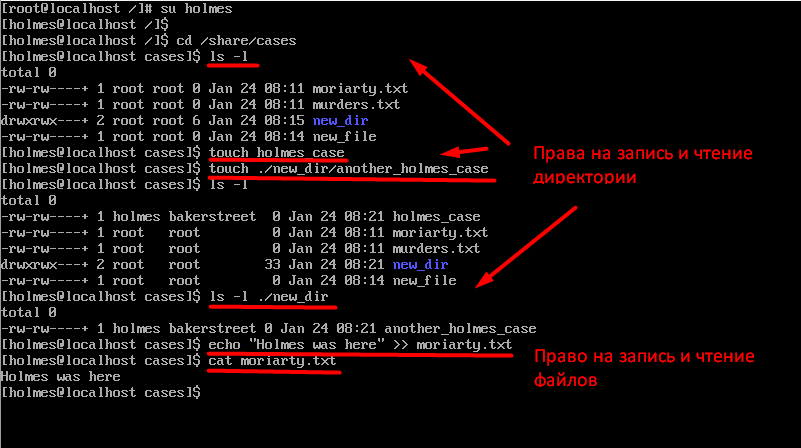 [root@localhost /]# su holmes
[holmes@localhost /]$
[holmes@localhost /]$ cd /share/cases
[holmes@localhost cases]$ ls -l
total 0
-rw-rw----+ 1 root root 0 Jan 24 08:11 moriarty.txt
-rw-rw----+ 1 root root 0 Jan 24 08:11 murders.txt
drwxrwx---+ 2 root root 6 Jan 24 08:15 new_dir
-rw-rw----+ 1 root root 0 Jan 24 08:14 new_file
[holmes@localhost cases]$ touch holmes_case
[holmes@localhost cases]$ touch ./new_dir/another_holmes_case
[holmes@localhost cases]$ ls -l
total 0
-rw-rw----+ 1 holmes bakerstreet  0 Jan 24 08:21 holmes_case
-rw-rw----+ 1 root   root         0 Jan 24 08:11 moriarty.txt
-rw-rw----+ 1 root   root         0 Jan 24 08:11 murders.txt
drwxrwx---+ 2 root   root        33 Jan 24 08:21 new_dir
-rw-rw----+ 1 root   root         0 Jan 24 08:14 new_file
[holmes@localhost cases]$ ls -l ./new_dir
total 0
-rw-rw----+ 1 holmes bakerstreet 0 Jan 24 08:21 another_holmes_case
[holmes@localhost cases]$ echo "Holmes was here" >> moriarty.txt
[holmes@localhost cases]$ cat moriarty.txt
Holmes was here
[holmes@localhost cases]$
Права на запись и чтение
директории
Право на запись и чтение
файлов